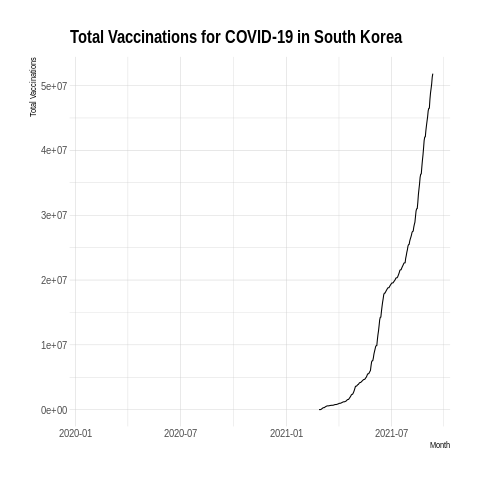 Total Vaccinations for COVID-19 in South Korea
Total Vaccinations
5e+07
4e+07
3e+07
2e+07
1e+07
0e+00
2020-01 2020-07 2021-01 2021-07
Month